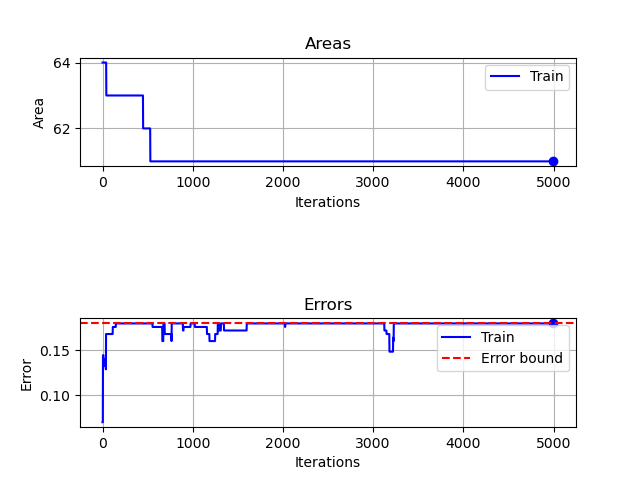 Areas
64
62
Area
Train
0
1000
2000
3000
4000
5000
Iterations
Errors
0.15
0.10
Error
Train
Error bound
0
1000
2000
3000
4000
5000
Iterations